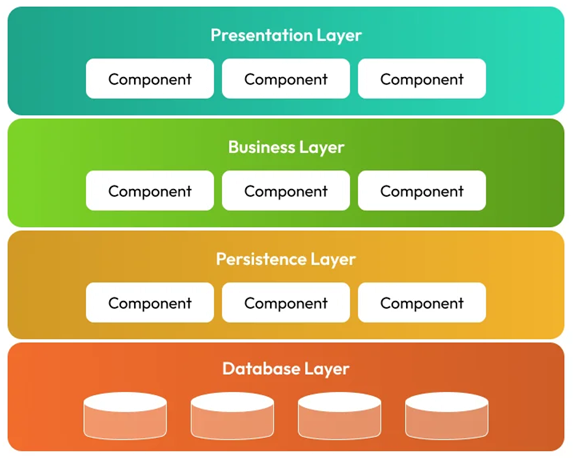 Presentation Layer
Component Component Component
Business Layer
Component Component Component
Persistence Layer
Component Component Component
Database Layer